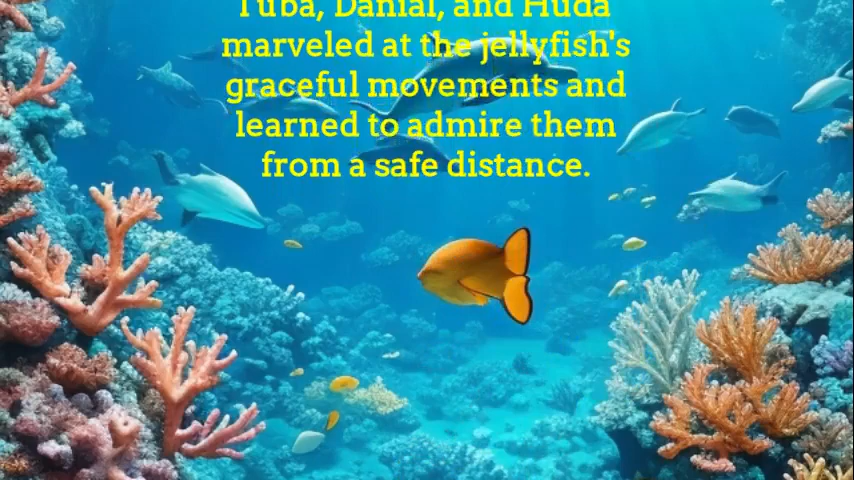 Tuba, Danial, and Huda
marveled at the jellyfish's
graceful movements and
learned to admire them
from a safe distance.